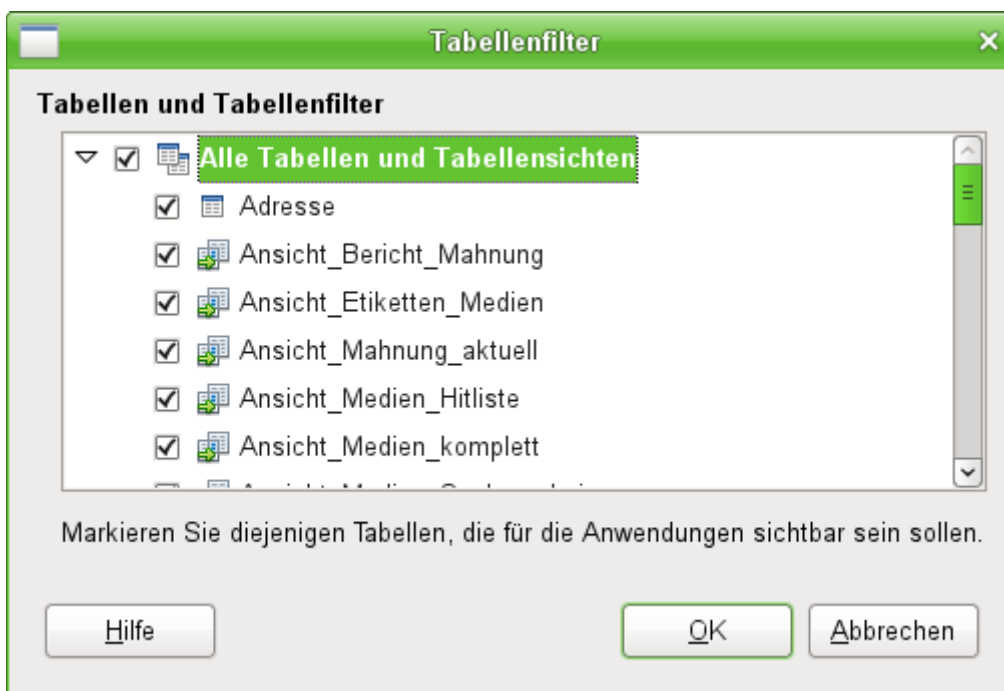 Tabellenfilter
Tabellen und Tabellenfilter
Alle Tabellen und Tabellensichten
Adresse
Ansicht_Bericht_Mahnung
Ansicht_Etiketten_Medien
Ansicht_Mahnung_aktuell
Ansicht_Medien_Hitliste
Ansicht_Medien_komplett
Markieren Sie diejenigen Tabellen, die für die Anwendungen sichtbar sein sollen.
Hilfe
OK
Abbrechen